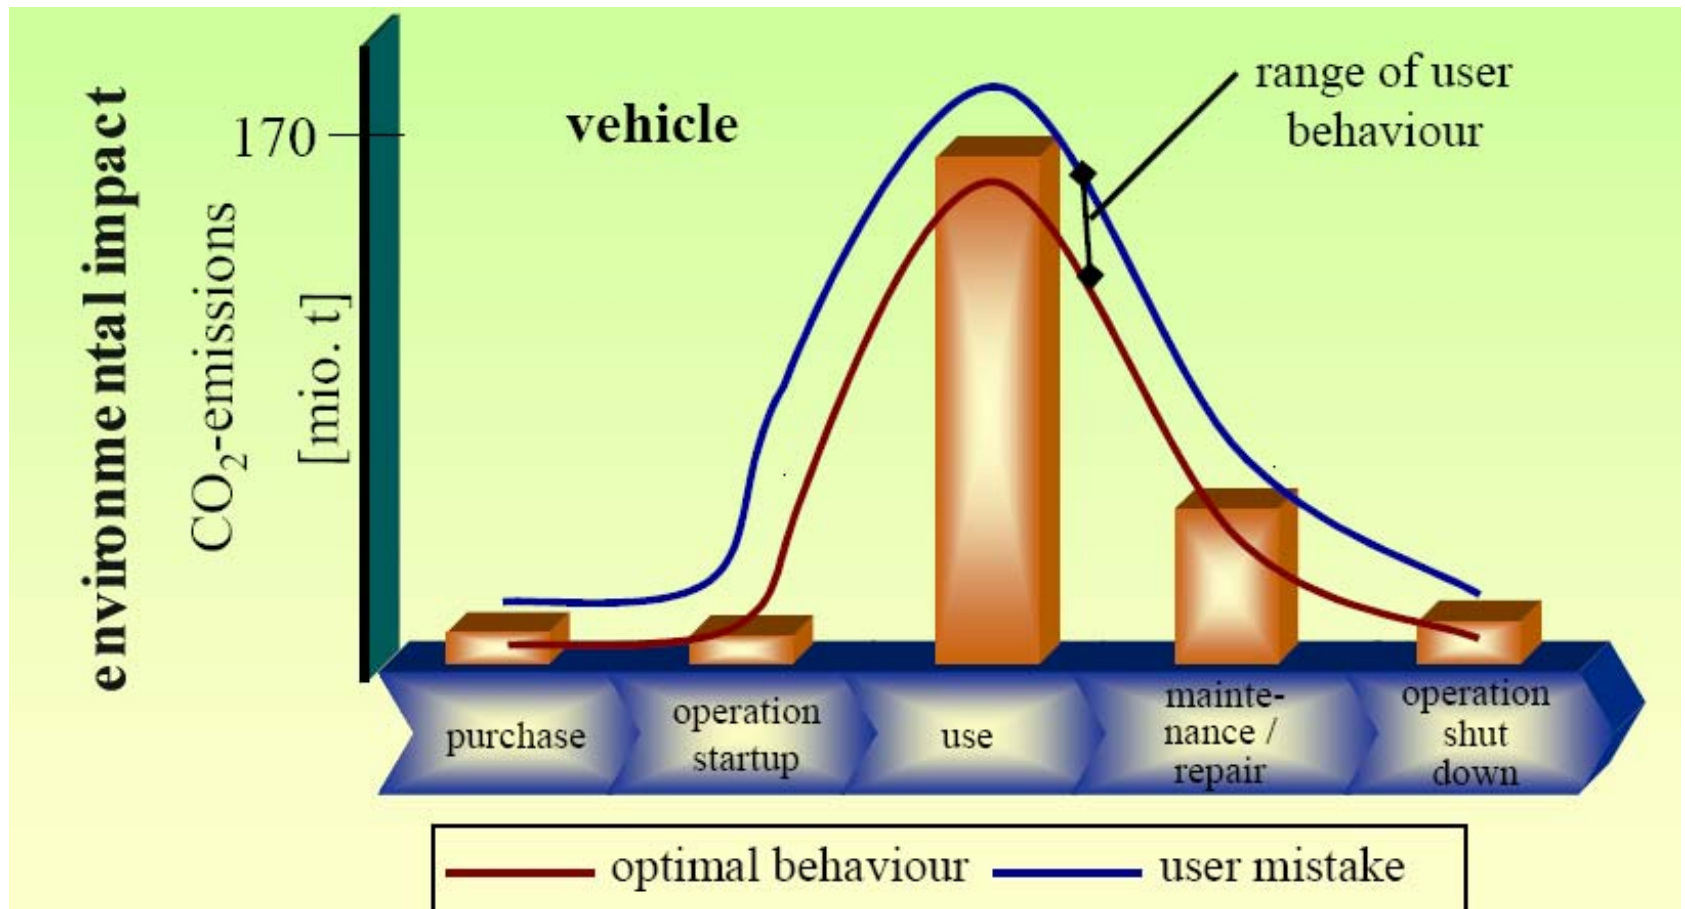 environmental impact
CO₂-emissions
[mio. t]
170
vehicle
range of user
behaviour
purchase
operation
startup
use
mainte-
nance /
repair
operation
shut
down
optimal behaviour
user mistake